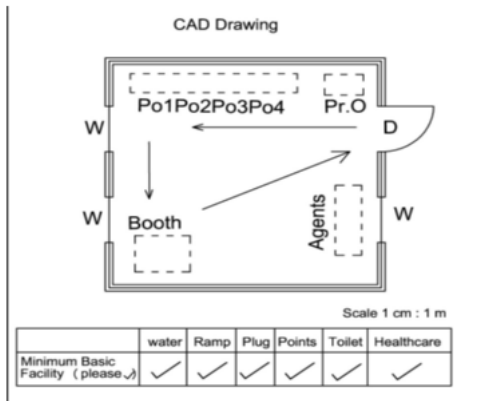 CAD Drawing
Po1Po2Po3Po4 Pr.O
W D
W Booth Agents W
Scale 1 cm : 1 m
water Ramp Plug Points Toilet Healthcare
Minimum Basic
Facility ( please ✓)
✓ ✓ ✓ ✓ ✓ ✓